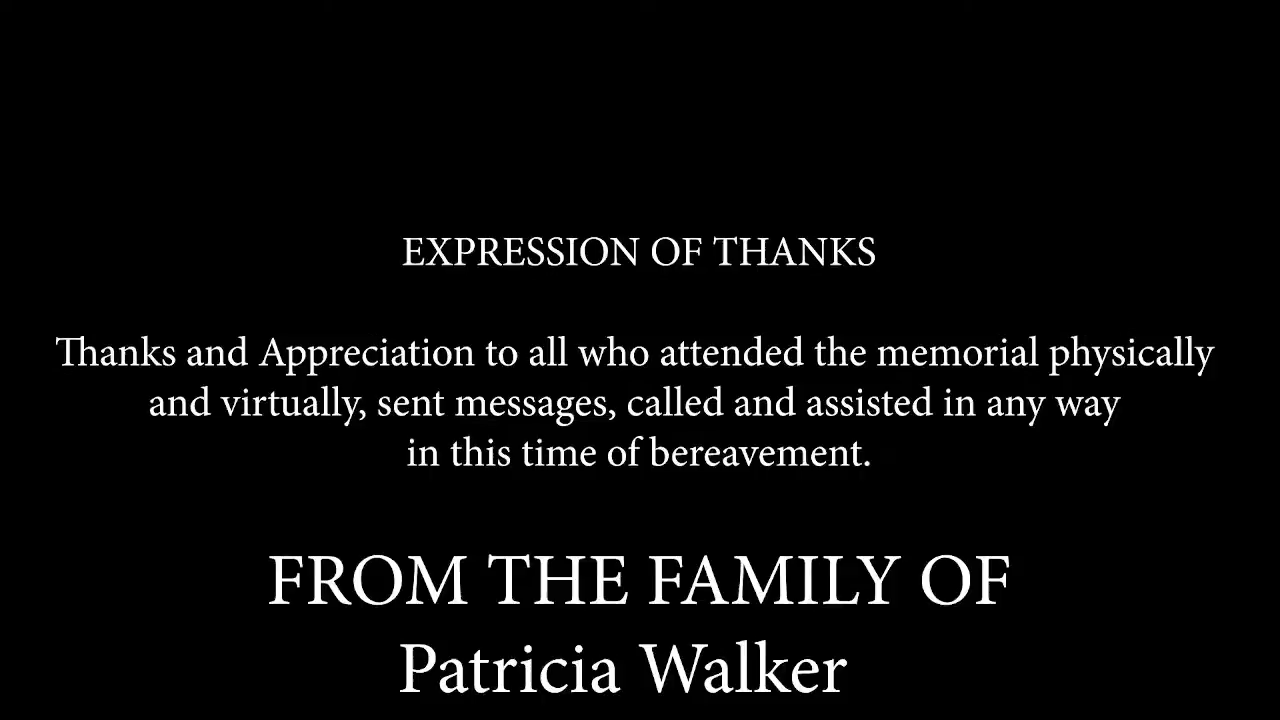 EXPRESSION OF THANKS
Thanks and Appreciation to all who attended the memorial physically
and virtually, sent messages, called and assisted in any way
in this time of bereavement.
FROM THE FAMILY OF
Patricia Walker